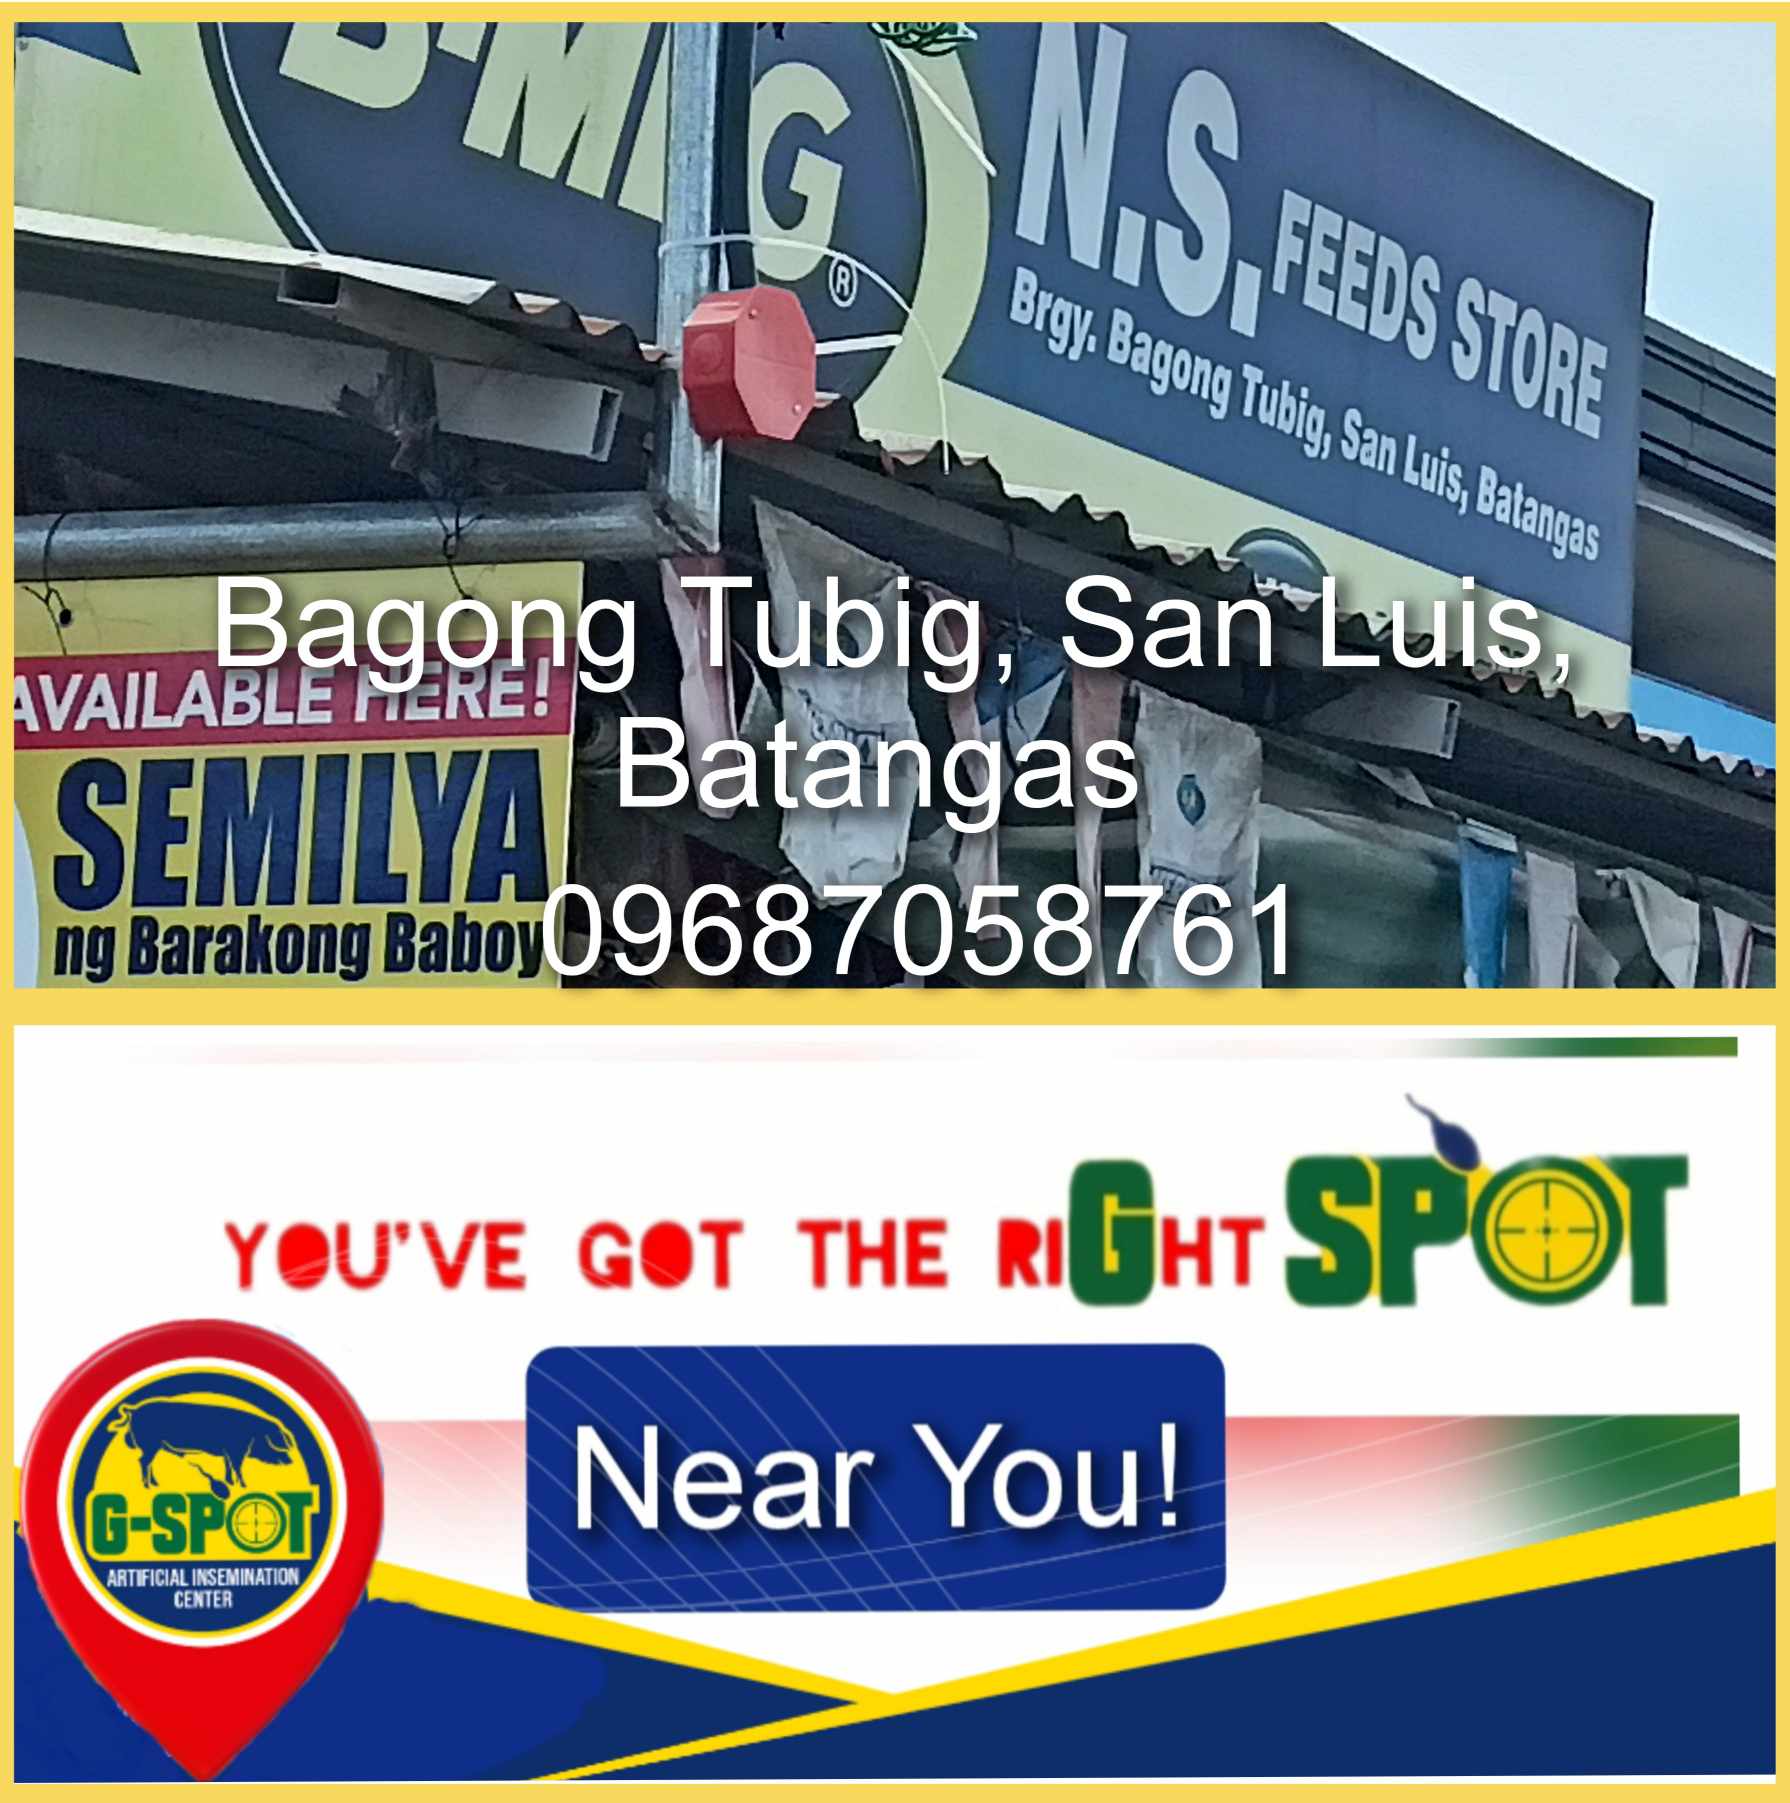 B-MEG®
N.S. FEEDS STORE
Brgy. Bagong Tubig, San Luis, Batangas
AVAILABLE HERE!
SEMILYA
ng Barakong Baboy
Bagong Tubig, San Luis,
Batangas
09687058761
YOU'VE GOT THE RIGHT SPOT
Near You!
G-SPOT
ARTIFICIAL INSEMINATION
CENTER